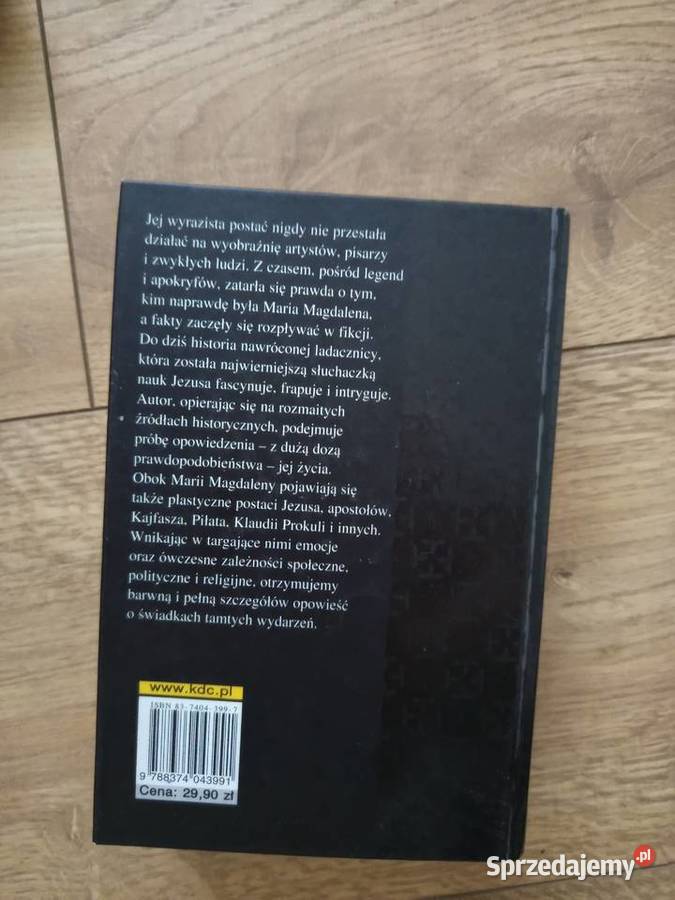 Jej wyrazista postać nigdy nie przestała
działać na wyobraźnię artystów, pisarzy
i zwykłych ludzi. Z czasem, pośród legend
i apokryfów, zatarła się prawda o tym,
kim naprawdę była Maria Magdalena,
a fakty zaczęły się rozpływać w fikcji.
Do dziś historia nawróconej ladacznicy,
która została najwierniejszą słuchaczką
nauk Jezusa fascynuje, frapuje i intryguje.
Autor, opierając się na rozmaitych
źródłach historycznych, podejmuje
próbę opowiedzenia – z dużą dozą
prawdopodobieństwa – jej życia.
Obok Marii Magdaleny pojawiają się
także plastyczne postaci Jezusa, apostołów,
Kajfasza, Piłata, Klaudii Prokuli i innych.
Wnikając w targające nimi emocje
oraz ówczesne zależności społeczne,
polityczne i religijne, otrzymujemy
barwną i pełną szczegółów opowieść
o świadkach tamtych wydarzeń.
www.kdc.pl
ISBN 83-7404-399-7
9 788374 043991
Cena: 29,90 zł
Sprzedajemy.pl